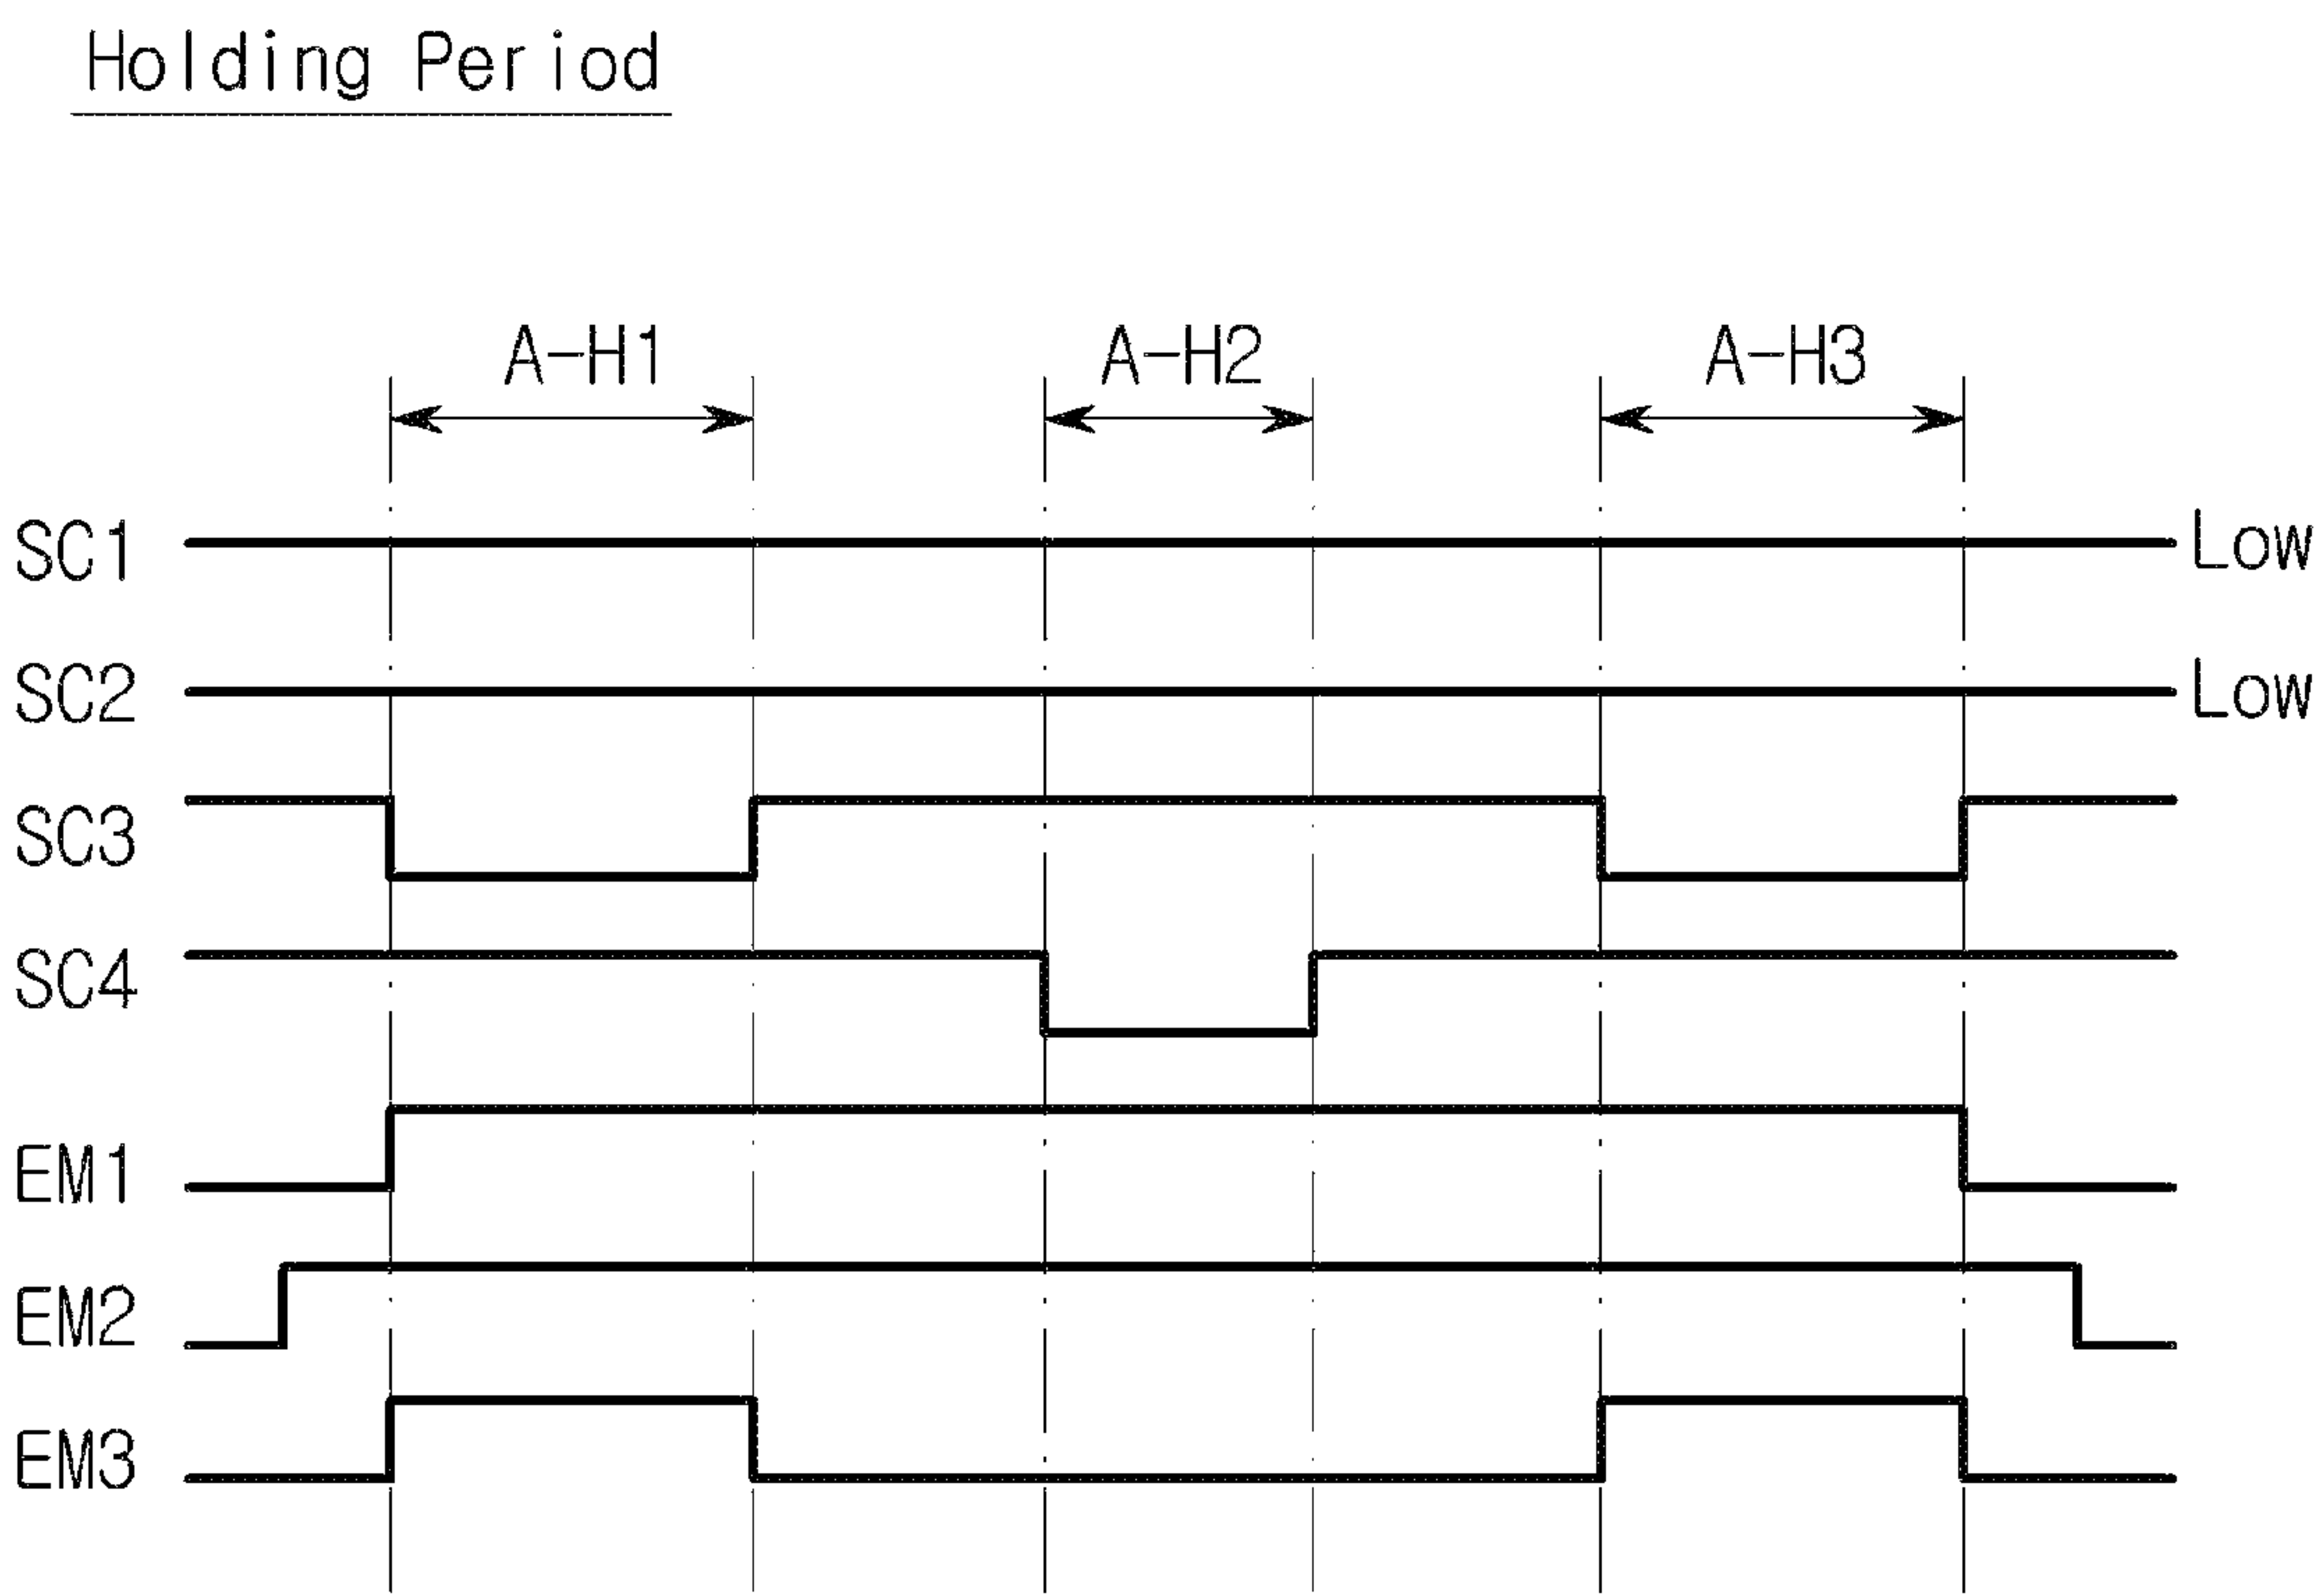 Holding Period
A-H1 A-H2 A-H3
SC1 Low
SC2 Low
SC3
SC4
EM1
EM2
EM3